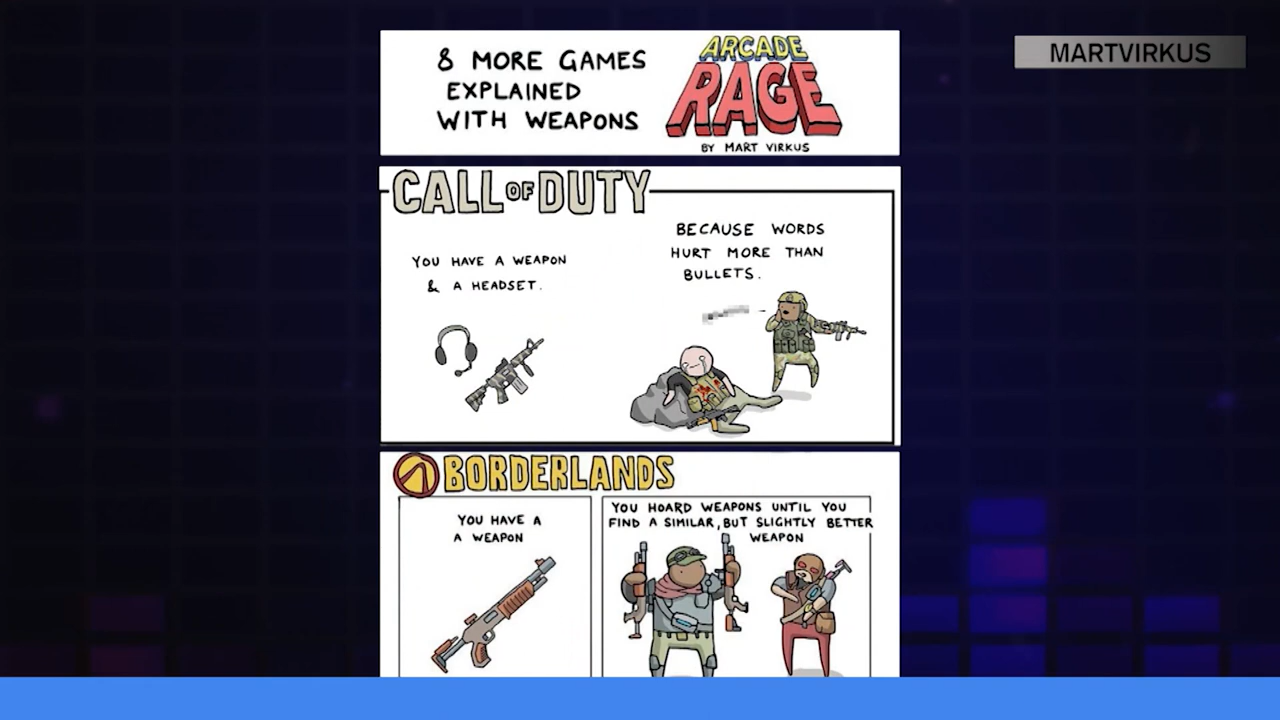 MARTVIRKUS
8 MORE GAMES
EXPLAINED
WITH WEAPONS
ARCADE
RAGE
BY MART VIRKUS
CALL OF DUTY
YOU HAVE A WEAPON
& A HEADSET.
BECAUSE WORDS
HURT MORE THAN
BULLETS.
BORDERLANDS
YOU HAVE A
A WEAPON
YOU HOARD WEAPONS UNTIL YOU
FIND A SIMILAR, BUT SLIGHTLY BETTER
WEAPON